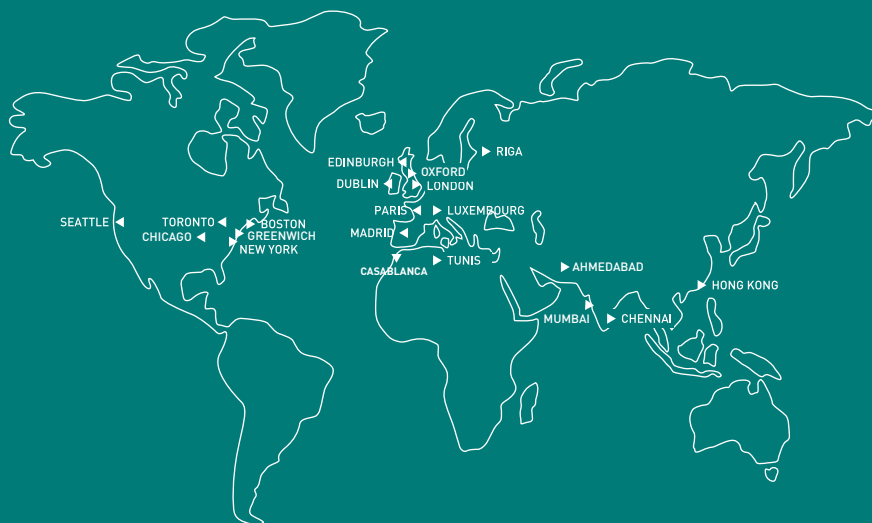 RIGA
EDINBURGH
OXFORD
DUBLIN
LONDON
PARIS
LUXEMBOURG
SEATTLE
TORONTO
BOSTON
CHICAGO
GREENWICH
NEW YORK
MADRID
TUNIS
CASABLANCA
AHMEDABAD
HONG KONG
MUMBAI
CHENNAI